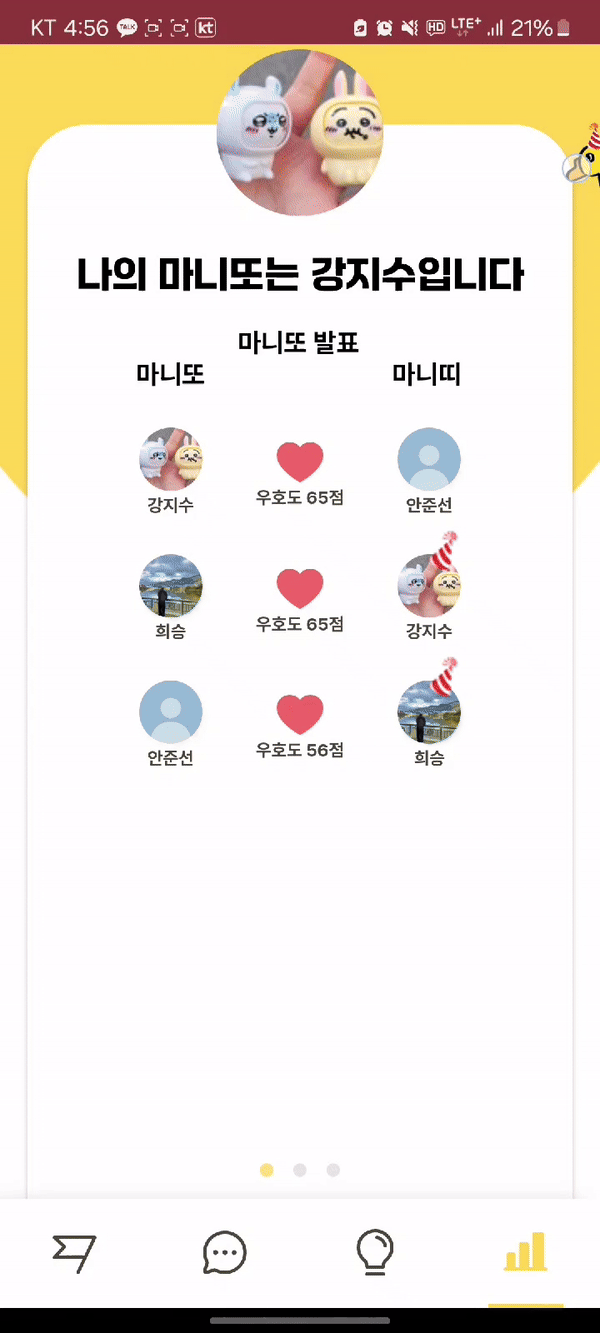 KT 4:56 TALK kt HD LTE+ 21%
나의 마니또는 강지수입니다
마니또 발표
마니또 마니띠
강지수 우호도 65점 안준선
희승 우호도 65점 강지수
안준선 우호도 56점 희승